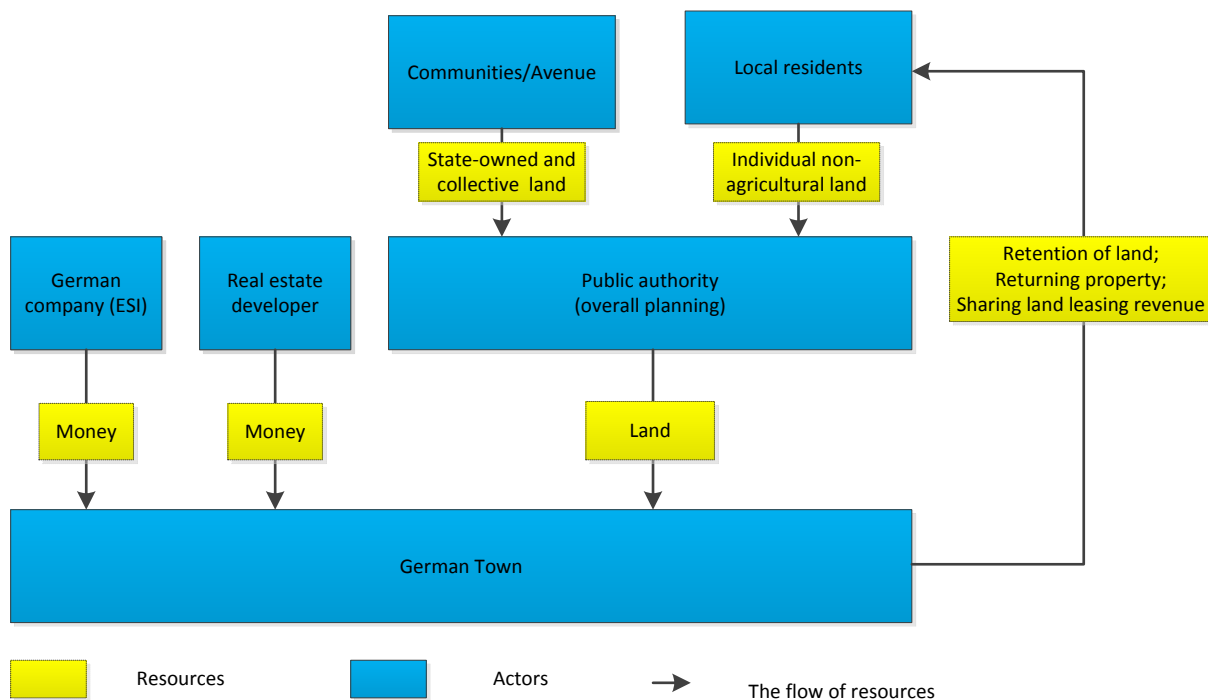 Communities/Avenue
Local residents
State-owned and
collective land
Individual non-
agricultural land
German
company (ESI)
Real estate
developer
Public authority
(overall planning)
Retention of land;
Returning property;
Sharing land leasing revenue
Money
Money
Land
German Town
Resources
Actors
The flow of resources